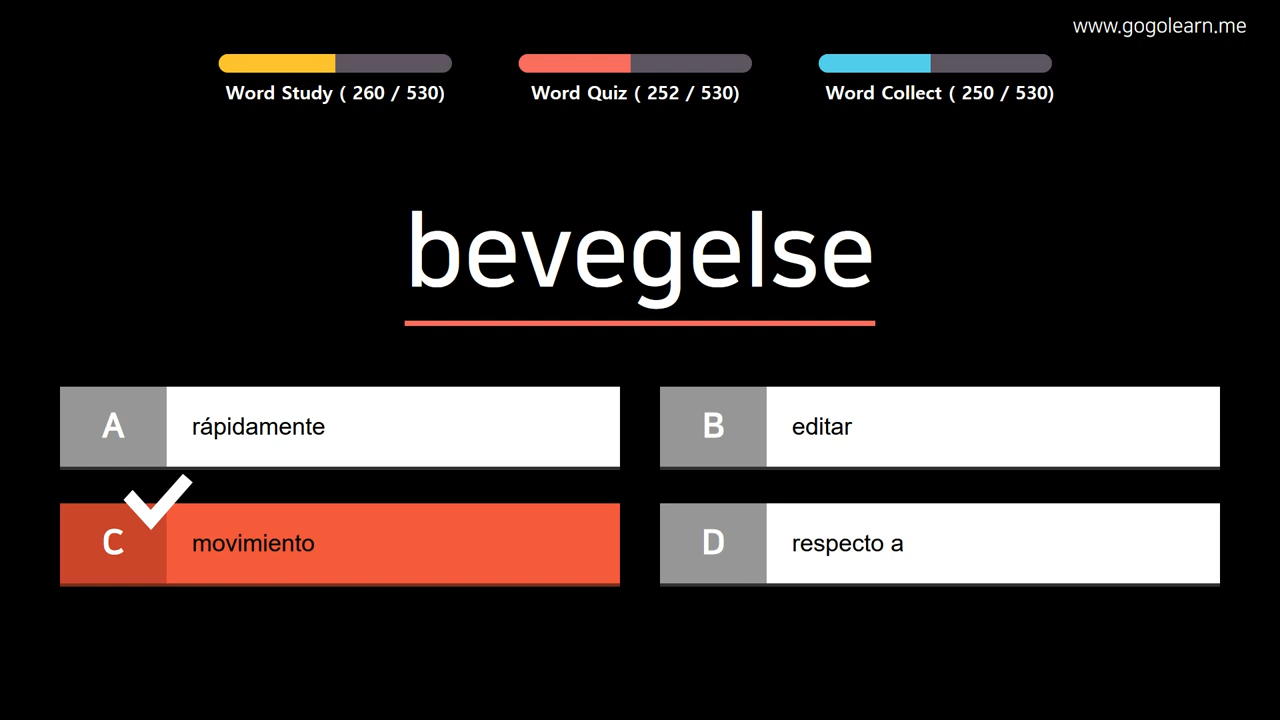 www.gogolearn.me
Word Study ( 260 / 530)
Word Quiz ( 252 / 530)
Word Collect ( 250 / 530)
bevegelse
A
rápidamente
B
editar
C
movimiento
D
respecto a